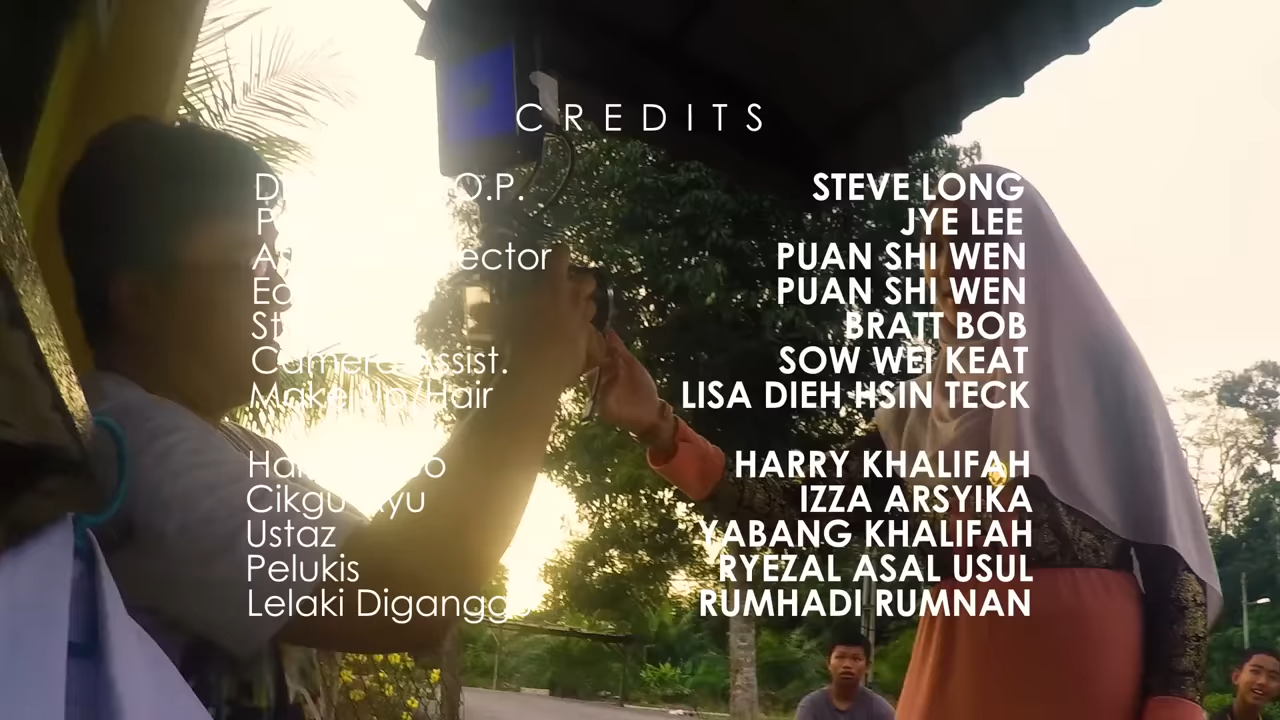 CREDITS
O.P. STEVE LONG
JYE LEE
PUAN SHI WEN
PUAN SHI WEN
BRATT BOB
Camera Assist. SOW WEI KEAT
Make Up/Hair LISA DIEH HSIN TECK
HARRY KHALIFAH
Cikgu Ayu IZZA ARSYIKA
Ustaz YABANG KHALIFAH
Pelukis RYEZAL ASAL USUL
Lelaki RUMHADI RUMNAN